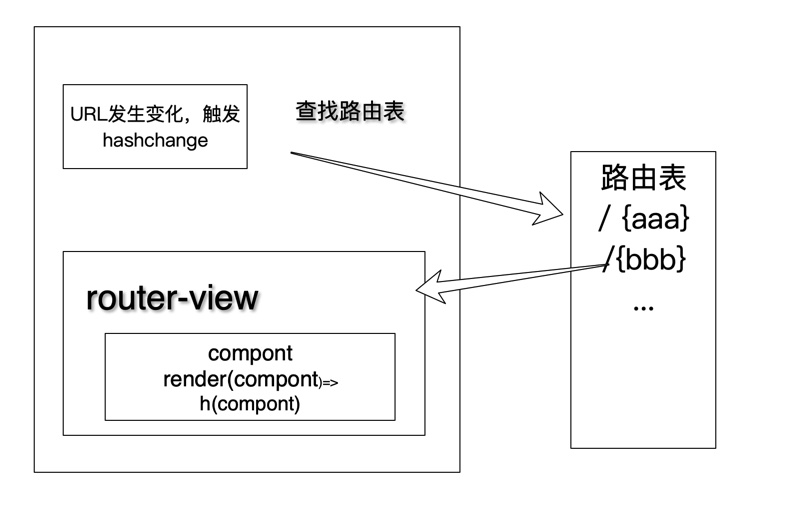 URL发生变化，触发
hashchange
查找路由表
路由表
/ {aaa}
/{bbb}
...
router-view
compont
render(compont)=>
h(compont)